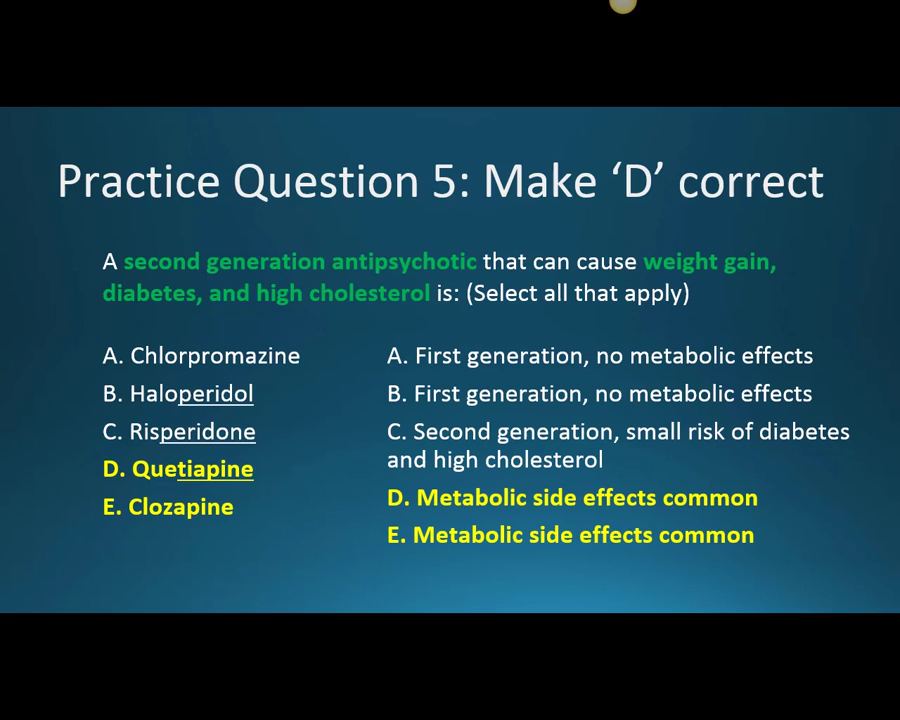 Practice Question 5: Make ‘D’ correct
A second generation antipsychotic that can cause weight gain,
diabetes, and high cholesterol is: (Select all that apply)
A. Chlorpromazine
B. Haloperidol
C. Risperidone
D. Quetiapine
E. Clozapine
A. First generation, no metabolic effects
B. First generation, no metabolic effects
C. Second generation, small risk of diabetes
and high cholesterol
D. Metabolic side effects common
E. Metabolic side effects common